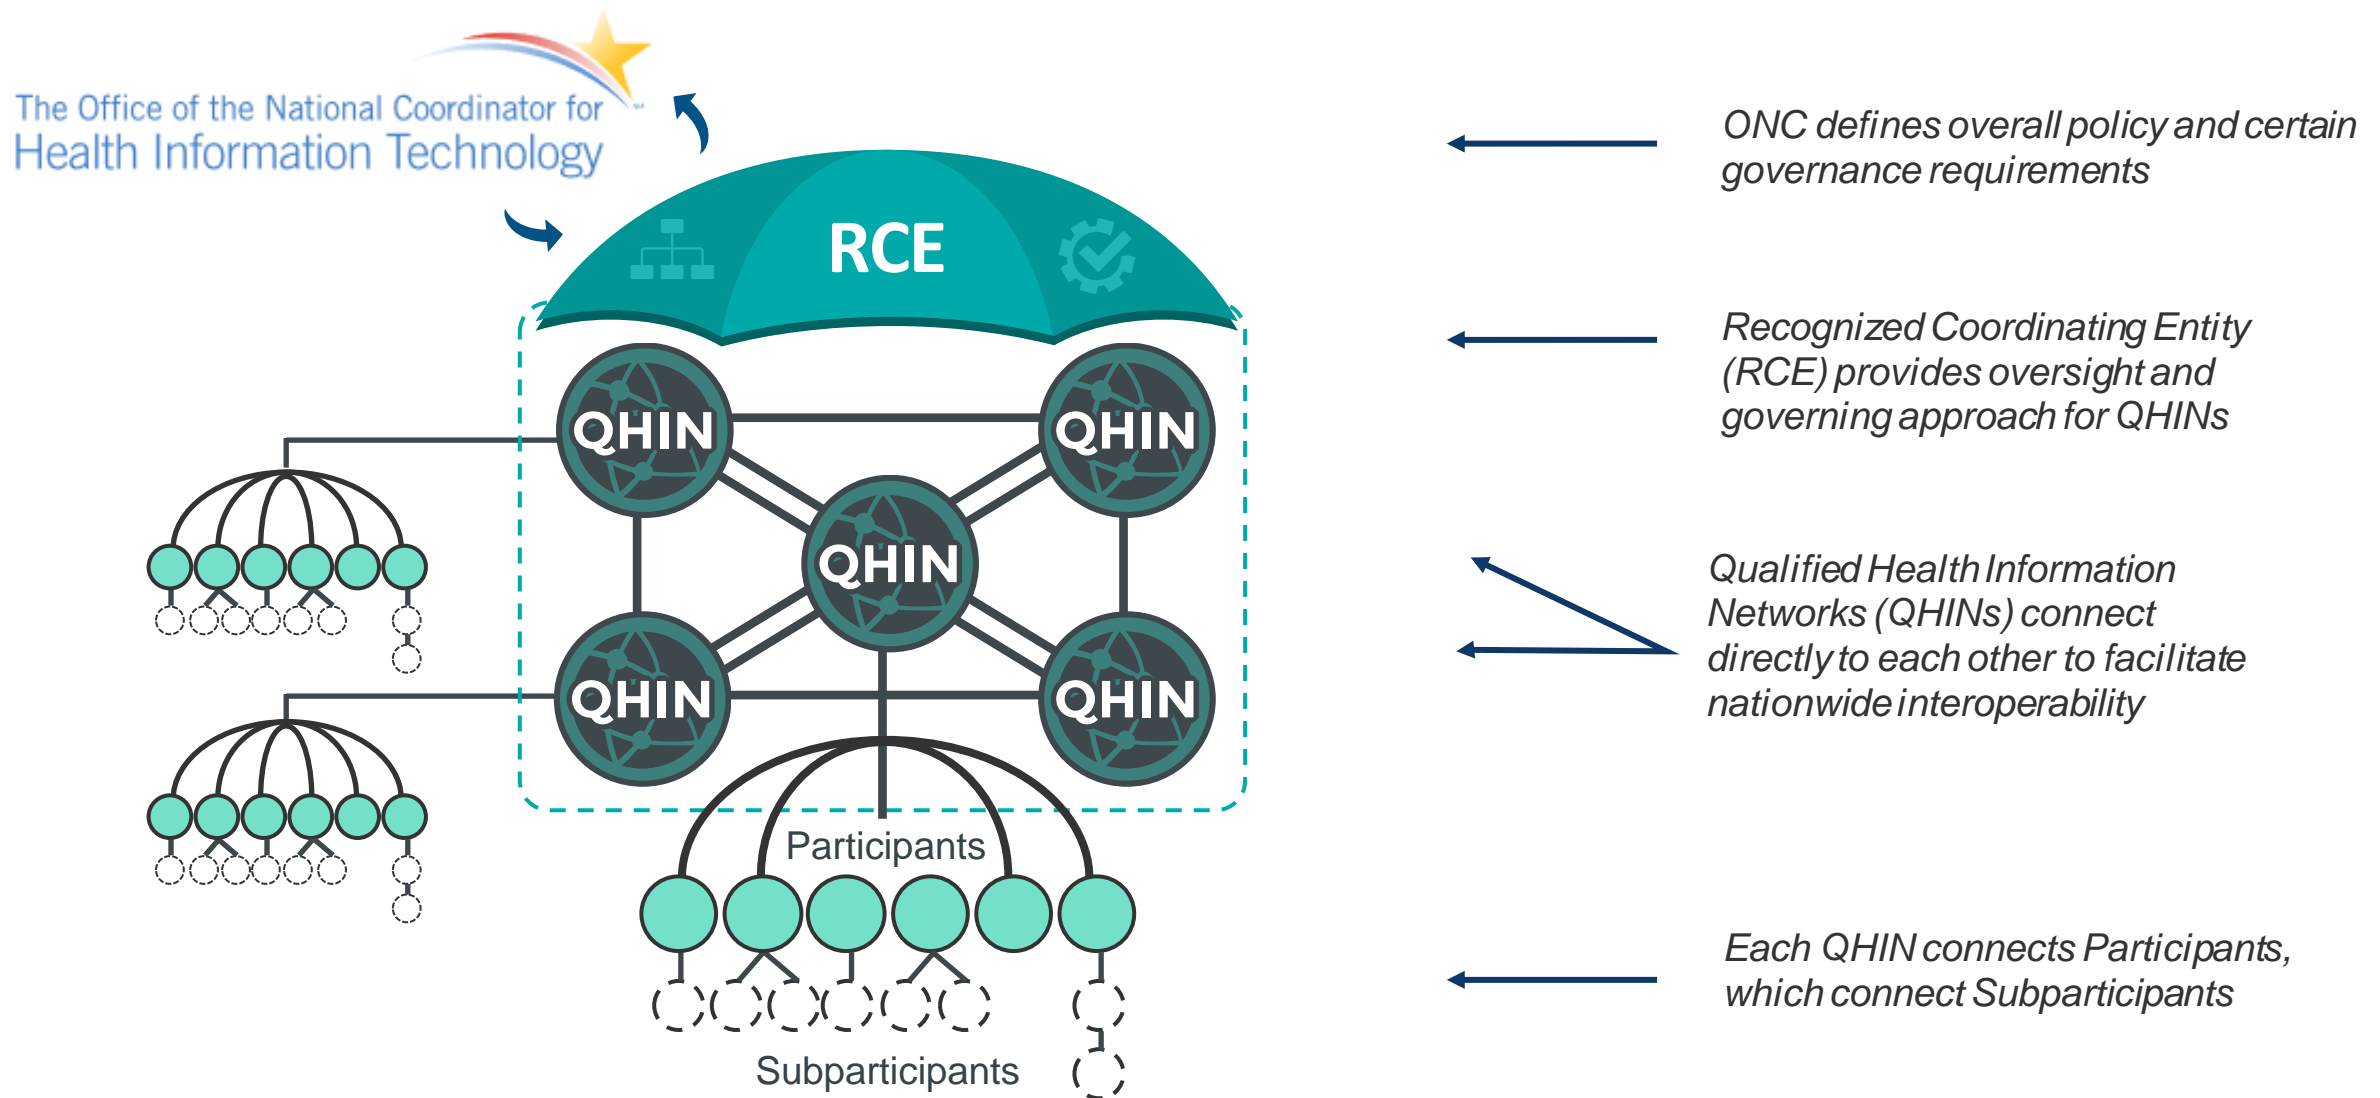 The Office of the National Coordinator for
Health Information Technology
ONC defines overall policy and certain
governance requirements
RCE
Recognized Coordinating Entity
(RCE) provides oversight and
governing approach for QHINs
QHIN
QHIN
QHIN
Qualified Health Information
Networks (QHINs) connect
directly to each other to facilitate
nationwide interoperability
QHIN
QHIN
Participants
Each QHIN connects Participants,
which connect Subparticipants
Subparticipants